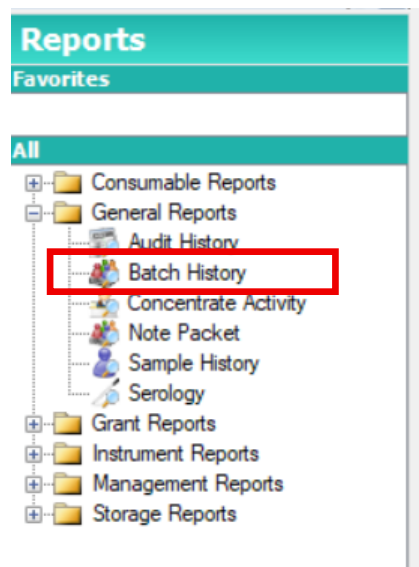 Reports
Favorites
All
Consumable Reports
General Reports
Audit History
Batch History
Concentrate Activity
Note Packet
Sample History
Serology
Grant Reports
Instrument Reports
Management Reports
Storage Reports